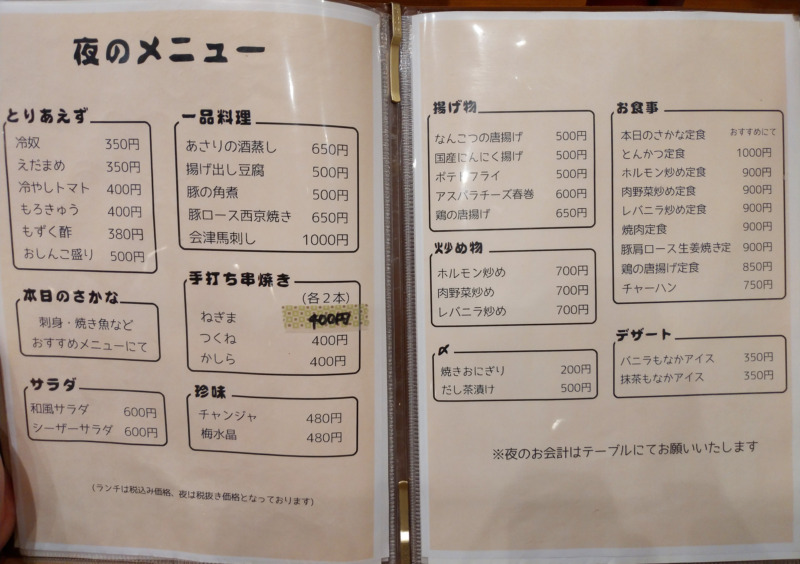 夜のメニュー
とりあえず
冷奴 350円
えだまめ 350円
冷やしトマト 400円
もろきゅう 400円
もずく酢 380円
おしんこ盛り 500円
本日のさかな
刺身・焼き魚など
おすすめメニューにて
サラダ
和風サラダ 600円
シーザーサラダ 600円
一品料理
あさりの酒蒸し 650円
揚げ出し豆腐 500円
豚の角煮 500円
豚ロース西京焼き 650円
会津馬刺し 1000円
手打ち串焼き
(各2本)
ねぎま 400円
つくね 400円
かしら 400円
珍味
チャンジャ 480円
梅水晶 480円
(ランチは税込み価格、夜は税抜き価格となっております)
揚げ物
なんこつの唐揚げ 500円
国産にんにく揚げ 500円
ポテトフライ 500円
アスパラチーズ春巻 600円
鶏の唐揚げ 650円
炒め物
ホルモン炒め 700円
肉野菜炒め 700円
レバニラ炒め 700円
〆
焼きおにぎり 200円
だし茶漬け 500円
お食事
本日のさかな定食 おすすめにて
とんかつ定食 1000円
ホルモン炒め定食 900円
肉野菜炒め定食 900円
レバニラ炒め定食 900円
焼肉定食 900円
豚肩ロース生姜焼き定 900円
鶏の唐揚げ定食 850円
チャーハン 750円
デザート
バニラもなかアイス 350円
抹茶もなかアイス 350円
※夜のお会計はテーブルにてお願いいたします